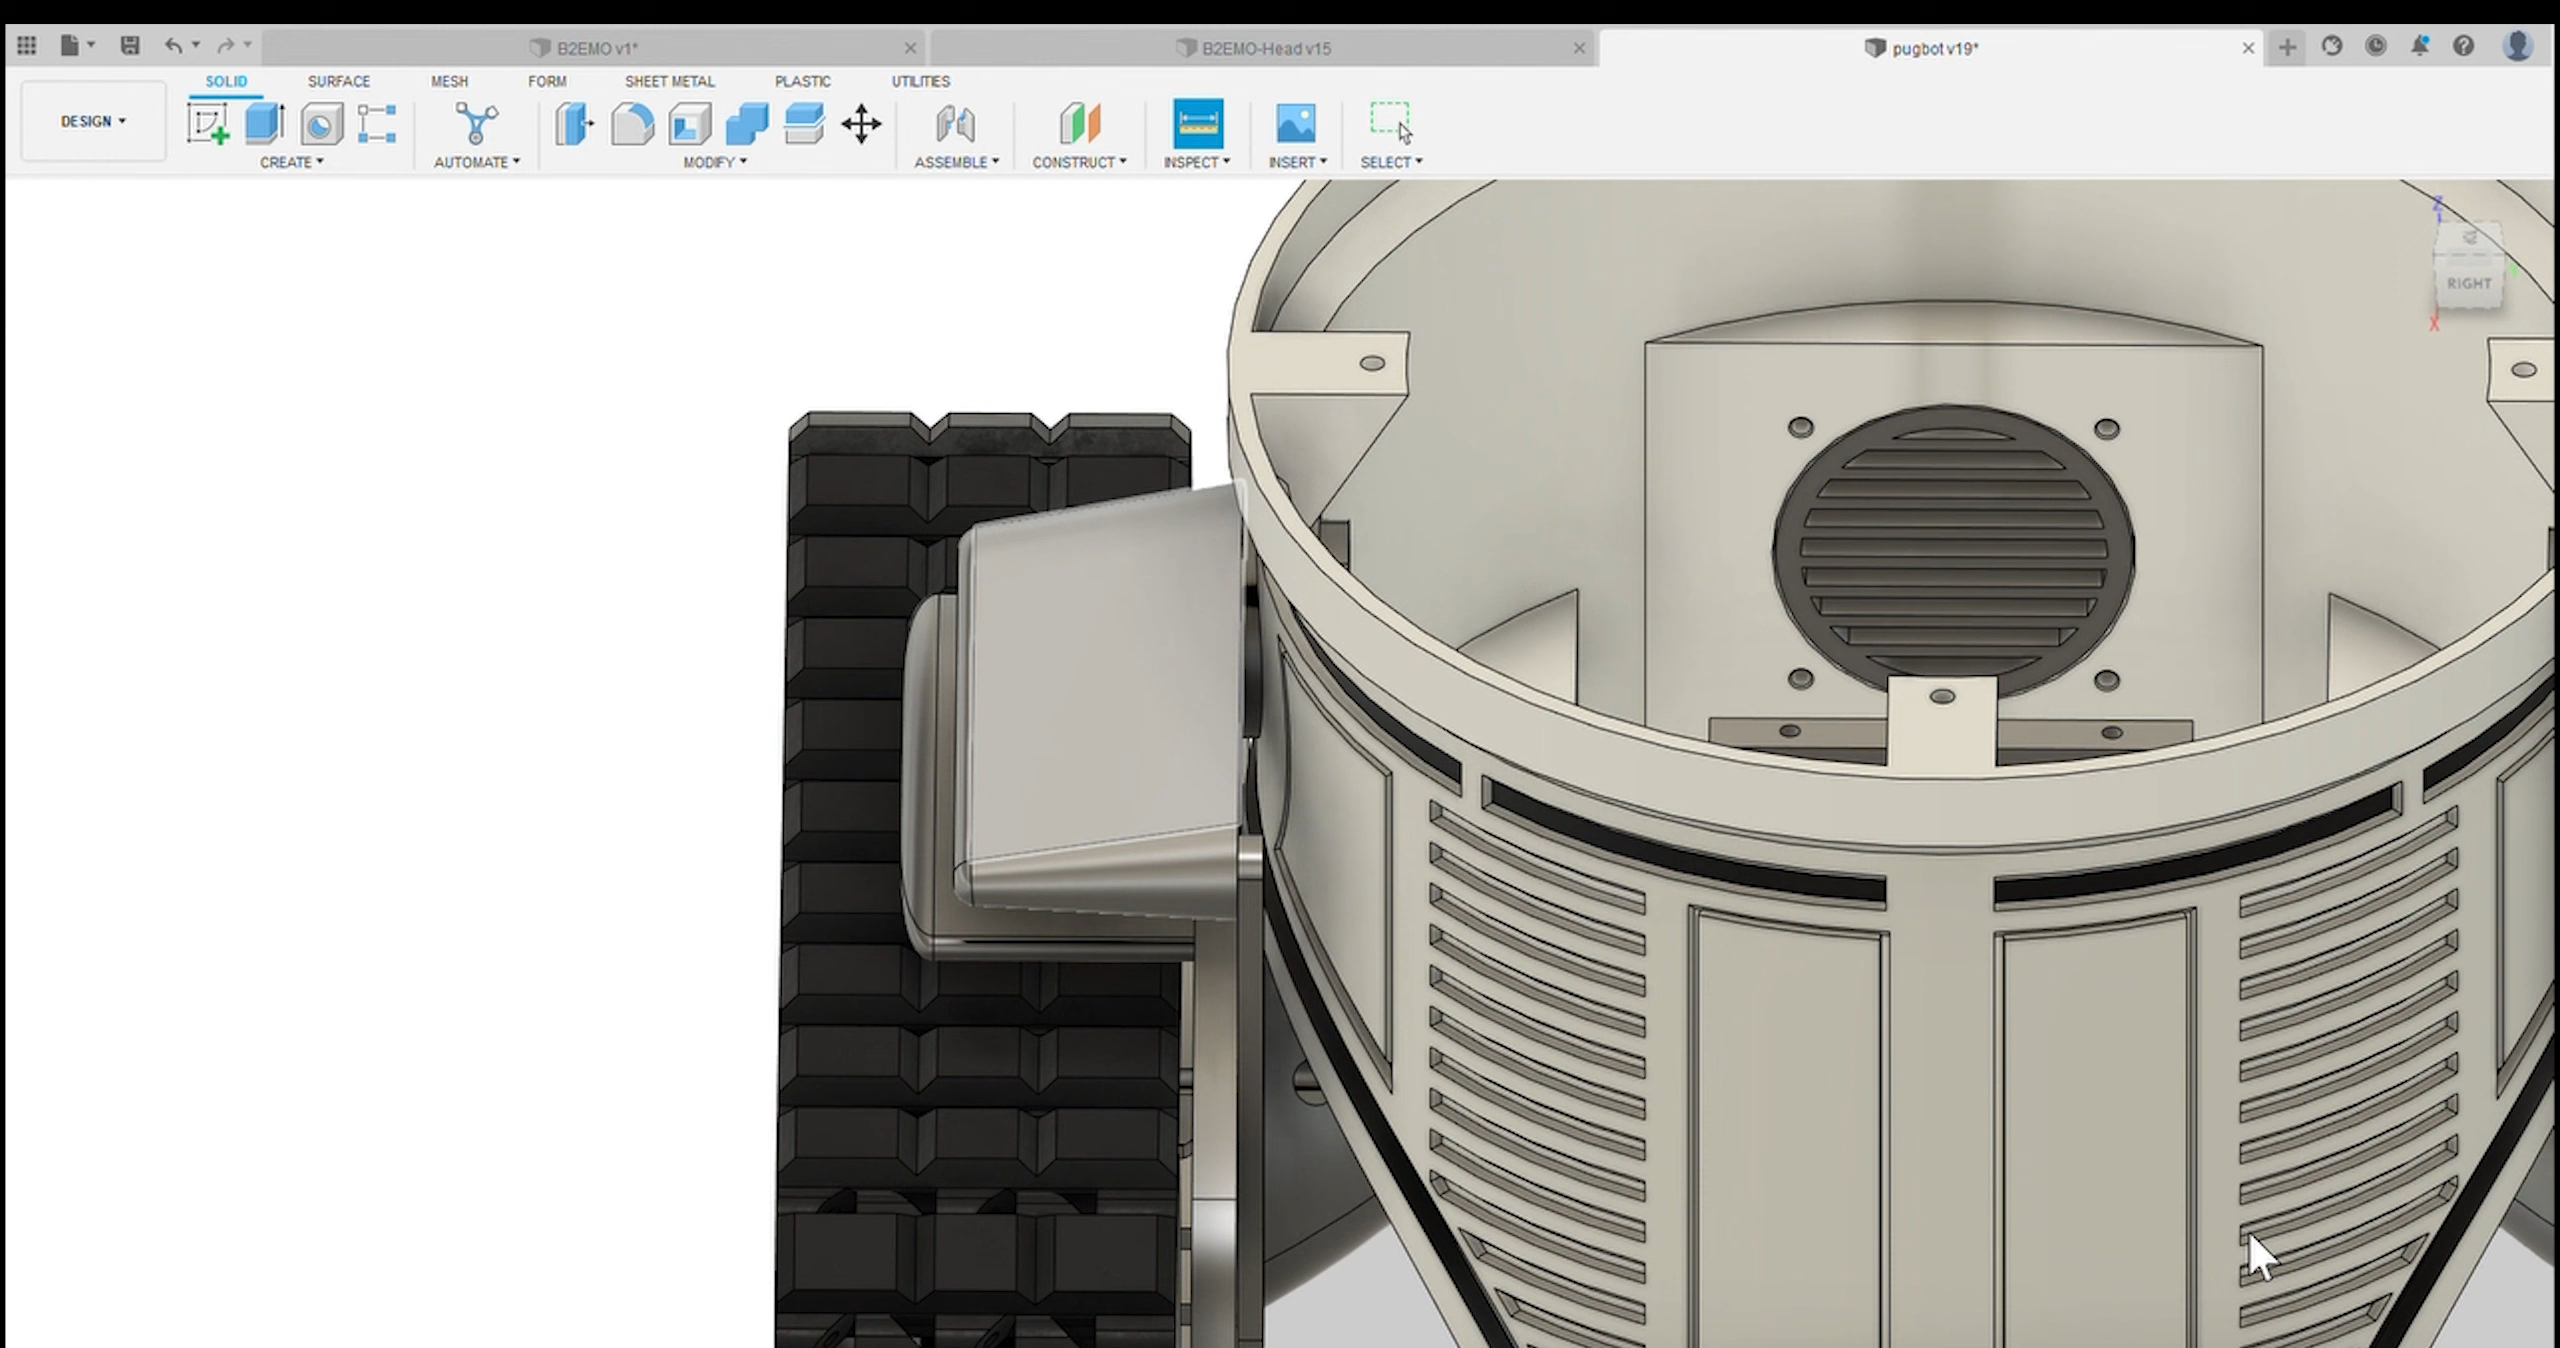 B2EMO v1*
B2EMO-Head v15
pugbot v19*
SOLID SURFACE MESH FORM SHEET METAL PLASTIC UTILITIES
DESIGN
CREATE AUTOMATE MODIFY ASSEMBLE CONSTRUCT INSPECT INSERT SELECT
Z
TOP
RIGHT
X